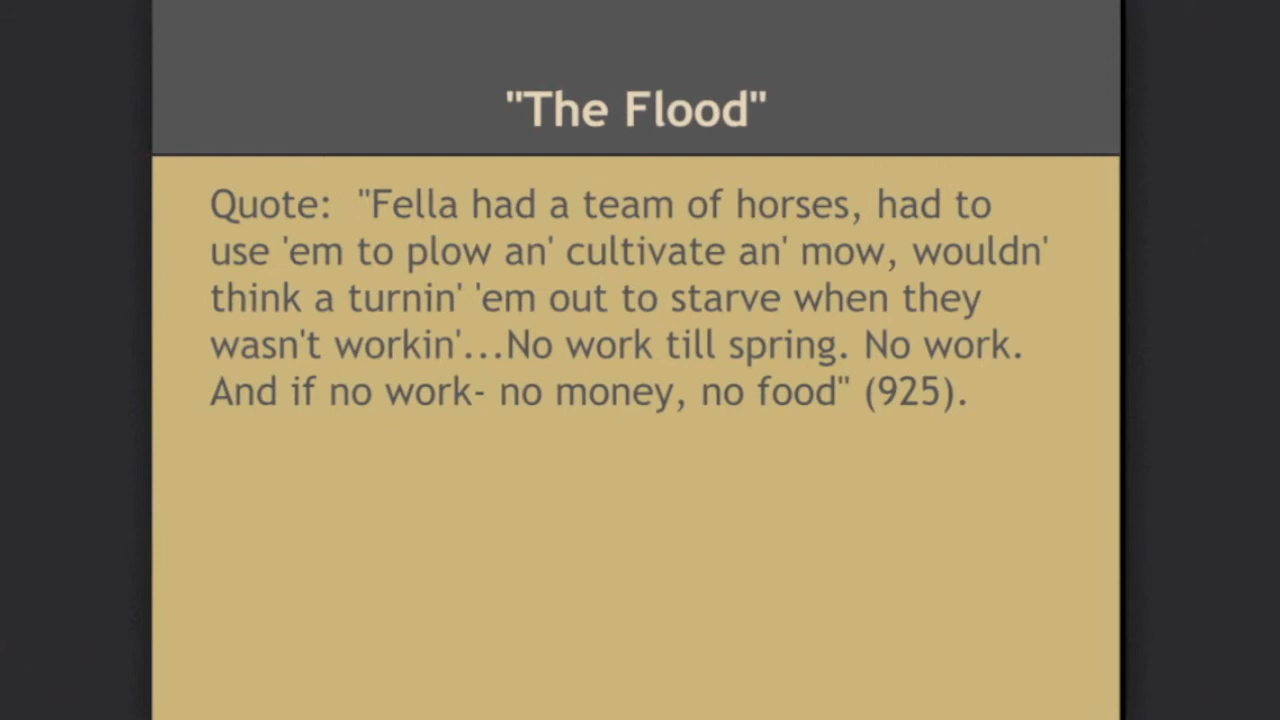 "The Flood"
Quote:  "Fella had a team of horses, had to
use 'em to plow an' cultivate an' mow, wouldn'
think a turnin' 'em out to starve when they
wasn't workin'...No work till spring. No work.
And if no work- no money, no food" (925).